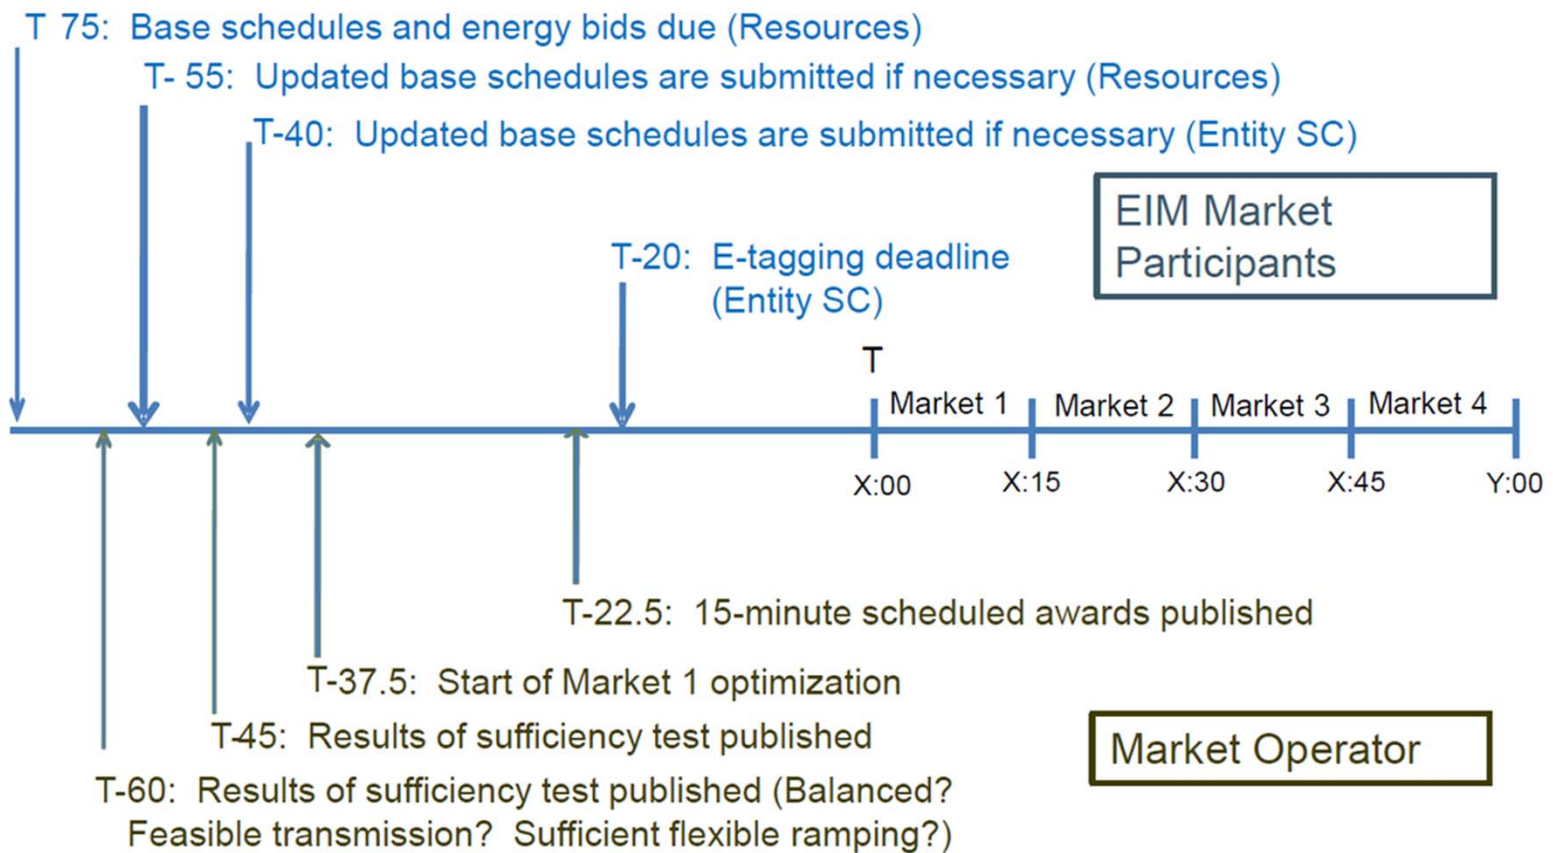 T 75: Base schedules and energy bids due (Resources)
T- 55: Updated base schedules are submitted if necessary (Resources)
T-40: Updated base schedules are submitted if necessary (Entity SC)
EIM Market
Participants
T-20: E-tagging deadline
(Entity SC)
T
Market 1 Market 2 Market 3 Market 4
X:00 X:15 X:30 X:45 Y:00
T-22.5: 15-minute scheduled awards published
T-37.5: Start of Market 1 optimization
T-45: Results of sufficiency test published
Market Operator
T-60: Results of sufficiency test published (Balanced?
Feasible transmission? Sufficient flexible ramping?)